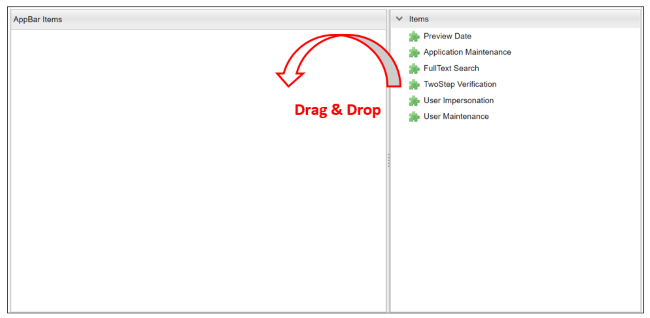 AppBar Items
Items
Preview Date
Application Maintenance
FullText Search
TwoStep Verification
User Impersonation
User Maintenance
Drag & Drop